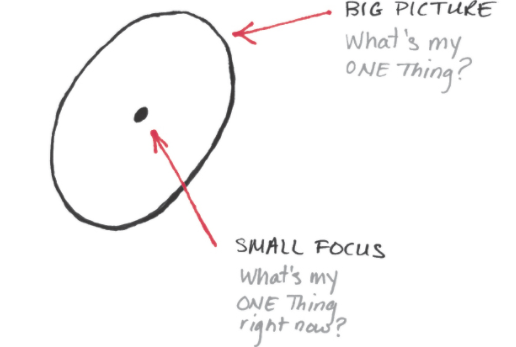 BIG PICTURE
What's my
ONE Thing?
SMALL FOCUS
What's my
ONE Thing
right now?